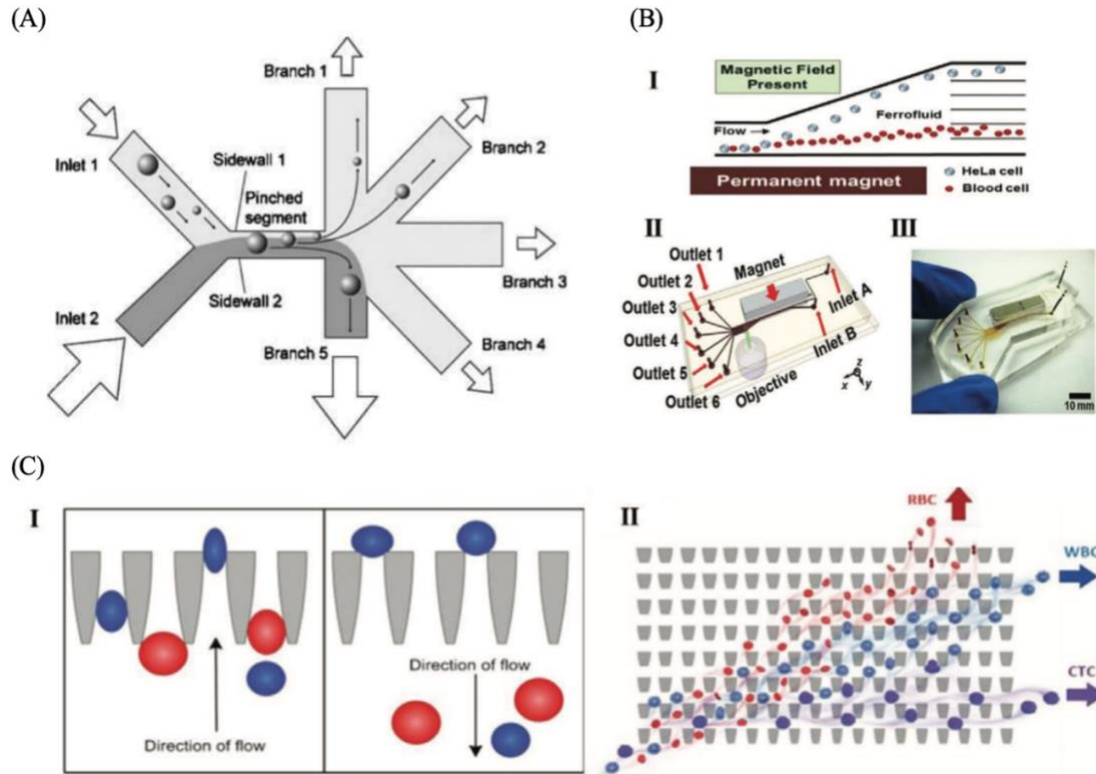 (A)
Branch 1
Inlet 1
Sidewall 1
Pinched
segment
Branch 2
Sidewall 2
Branch 3
Inlet 2
Branch 5
Branch 4
(B)
I
Magnetic Field
Present
Ferrofluid
Flow
HeLa cell
Blood cell
Permanent magnet
II
Outlet 1
Outlet 2
Outlet 3
Outlet 4
Outlet 5
Outlet 6
Magnet
Inlet A
Inlet B
Objective
z
x
y
III
10 mm
(C)
I
Direction of flow
Direction of flow
II
RBC
WBC
CTC